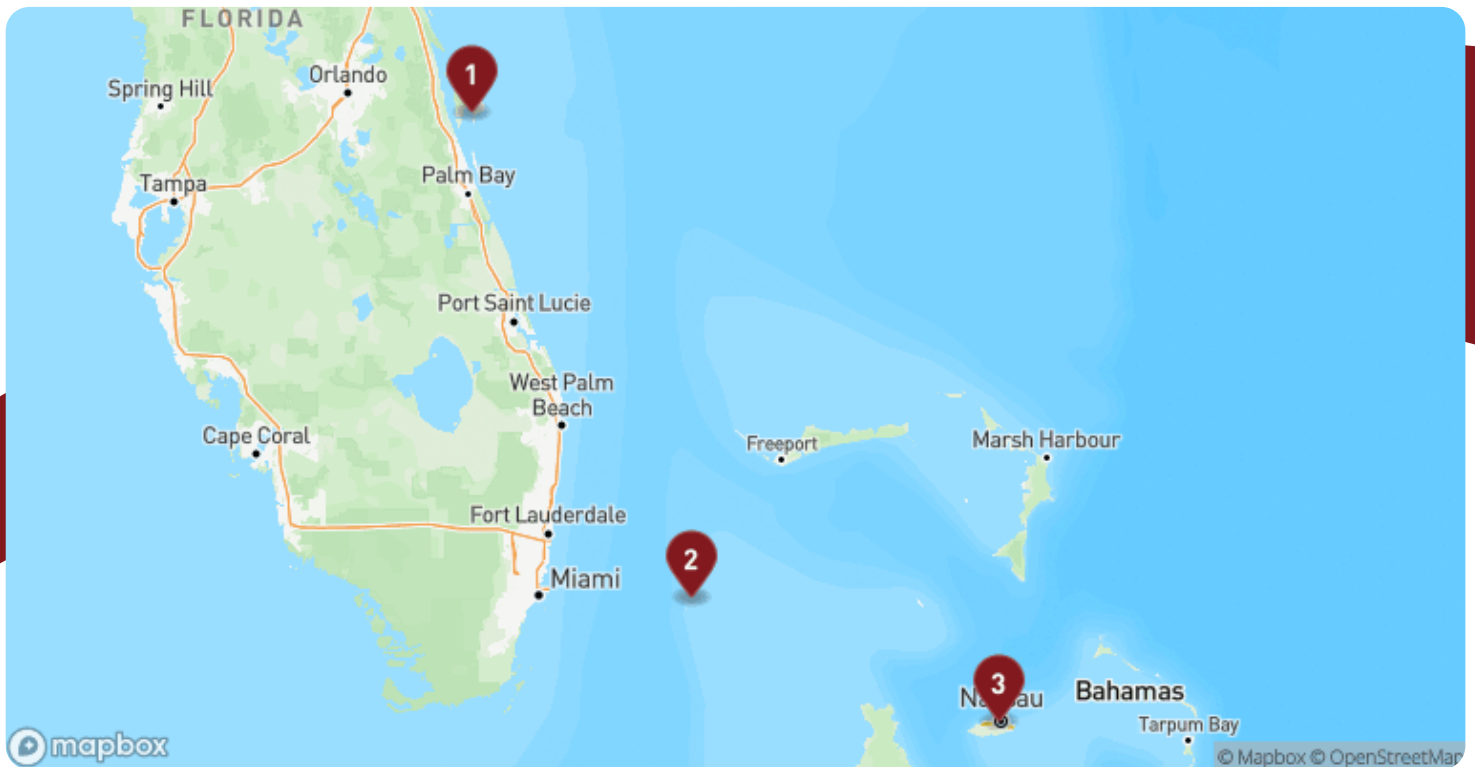 FLORIDA
Orlando
1
Spring Hill
Palm Bay
Tampa
Port Saint Lucie
West Palm
Beach
Cape Coral
Freeport
Marsh Harbour
Fort Lauderdale
2
Miami
3
Bahamas
Tarpum Bay
mapbox
© Mapbox © OpenStreetMap